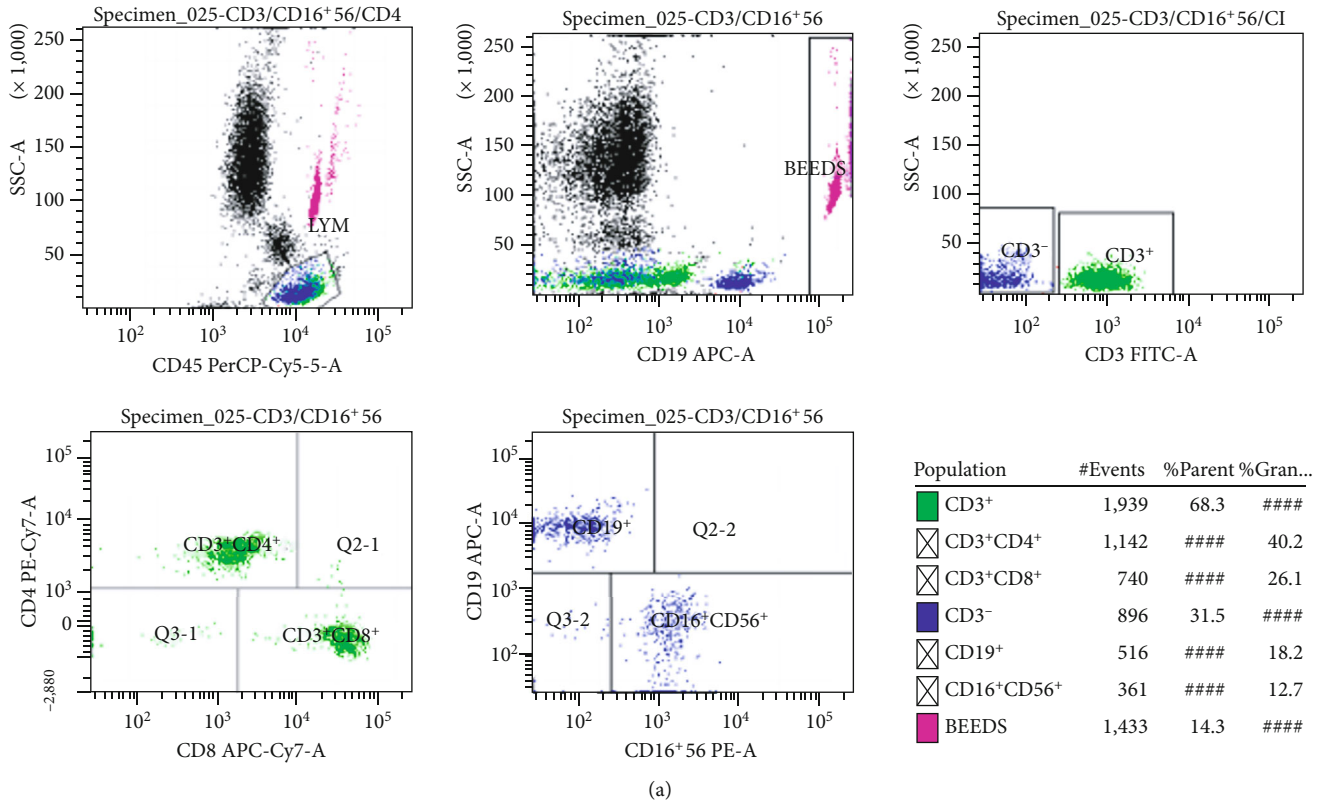 Specimen_025-CD3/CD16⁺56/CD4
SSC-A (× 1,000)
250
200
150
100
50
LYM
10² 10³ 10⁴ 10⁵
CD45 PerCP-Cy5-5-A
Specimen_025-CD3/CD16⁺56
SSC-A (× 1,000)
250
200
150
100
50
BEEDS
10² 10³ 10⁴ 10⁵
CD19 APC-A
Specimen_025-CD3/CD16⁺56/CI
SSC-A (× 1,000)
250
200
150
100
50
CD3⁻
CD3⁺
10² 10³ 10⁴ 10⁵
CD3 FITC-A
Specimen_025-CD3/CD16⁺56
CD4 PE-Cy7-A
10⁵
10⁴
10³
0
−2,880
CD3⁺CD4⁺
Q2-1
Q3-1
CD3⁺CD8⁺
10² 10³ 10⁴ 10⁵
CD8 APC-Cy7-A
Specimen_025-CD3/CD16⁺56
CD19 APC-A
10⁵
10⁴
10³
10²
CD19⁺
Q2-2
Q3-2
CD16⁺CD56⁺
10² 10³ 10⁴ 10⁵
CD16⁺56 PE-A
Population #Events %Parent %Gran...
CD3⁺ 1,939 68.3 ####
CD3⁺CD4⁺ 1,142 #### 40.2
CD3⁺CD8⁺ 740 #### 26.1
CD3⁻ 896 31.5 ####
CD19⁺ 516 #### 18.2
CD16⁺CD56⁺ 361 #### 12.7
BEEDS 1,433 14.3 ####
(a)